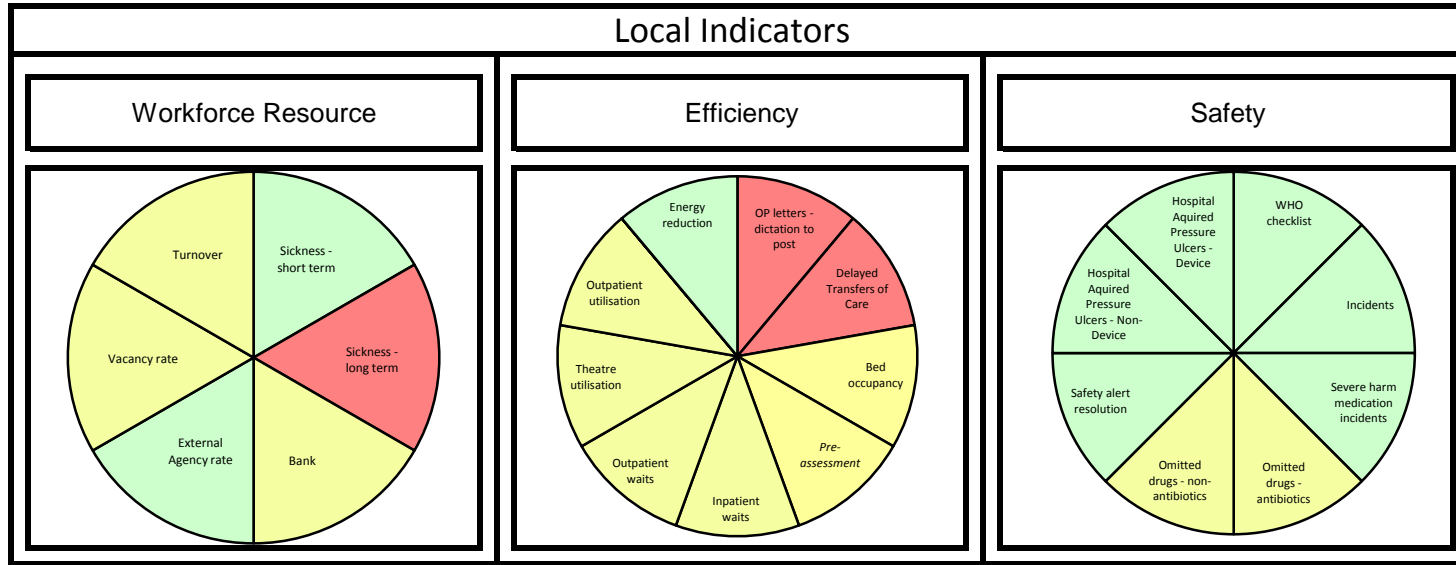 Local Indicators
Workforce Resource
Turnover
Sickness -
short term
Vacancy rate
Sickness -
long term
External
Agency rate
Bank
Efficiency
Energy
reduction
OP letters -
dictation to
post
Outpatient
utilisation
Delayed
Transfers of
Care
Theatre
utilisation
Bed
occupancy
Outpatient
waits
Pre-
assessment
Inpatient
waits
Safety
Hospital
Aquired
Pressure
Ulcers -
Device
WHO
checklist
Hospital
Aquired
Pressure
Ulcers - Non-
Device
Incidents
Safety alert
resolution
Severe harm
medication
incidents
Omitted
drugs - non-
antibiotics
Omitted
drugs -
antibiotics